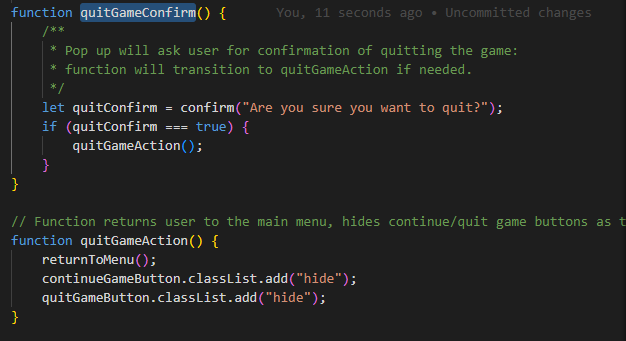 function quitGameConfirm() { You, 11 seconds ago • Uncommitted changes
/**
* Pop up will ask user for confirmation of quitting the game:
* function will transition to quitGameAction if needed.
*/
let quitConfirm = confirm("Are you sure you want to quit?");
if (quitConfirm === true) {
quitGameAction();
}
}
// Function returns user to the main menu, hides continue/quit game buttons as t
function quitGameAction() {
returnToMenu();
continueGameButton.classList.add("hide");
quitGameButton.classList.add("hide");
}